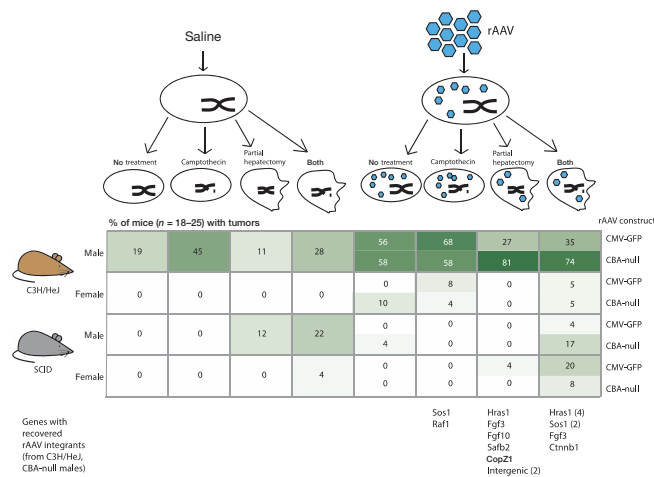 Saline
rAAV
No treatment
Camptothecin
Partial
hepatectomy
Both
No treatment
Camptothecin
Partial
hepatectomy
Both
% of mice (n = 18–25) with tumors
rAAV construct
C3H/HeJ
Male
19 45 11 28 56 68 27 35 CMV-GFP
58 58 81 74 CBA-null
Female
0 0 0 0 0 8 0 5 CMV-GFP
10 4 0 5 CBA-null
SCID
Male
0 0 12 22 0 0 0 4 CMV-GFP
4 0 0 17 CBA-null
Female
0 0 0 4 0 0 4 20 CMV-GFP
0 0 0 8 CBA-null
Genes with
recovered
rAAV integrants
(from C3H/HeJ,
CBA-null males)
Sos1
Raf1
Hras1
Fgf3
Fgf10
Safb2
CopZ1
Intergenic (2)
Hras1 (4)
Sos1 (2)
Fgf3
Ctnnb1